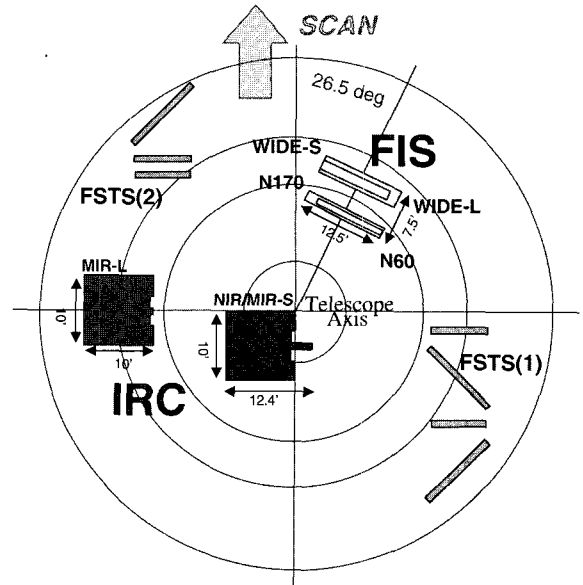 SCAN
26.5 deg
WIDE-S
FIS
N170
WIDE-L
FSTS(2)
12.5'
7.5'
N60
MIR-L
NIR/MIR-S
Telescope
Axis
10'
10'
FSTS(1)
10'
IRC
12.4'